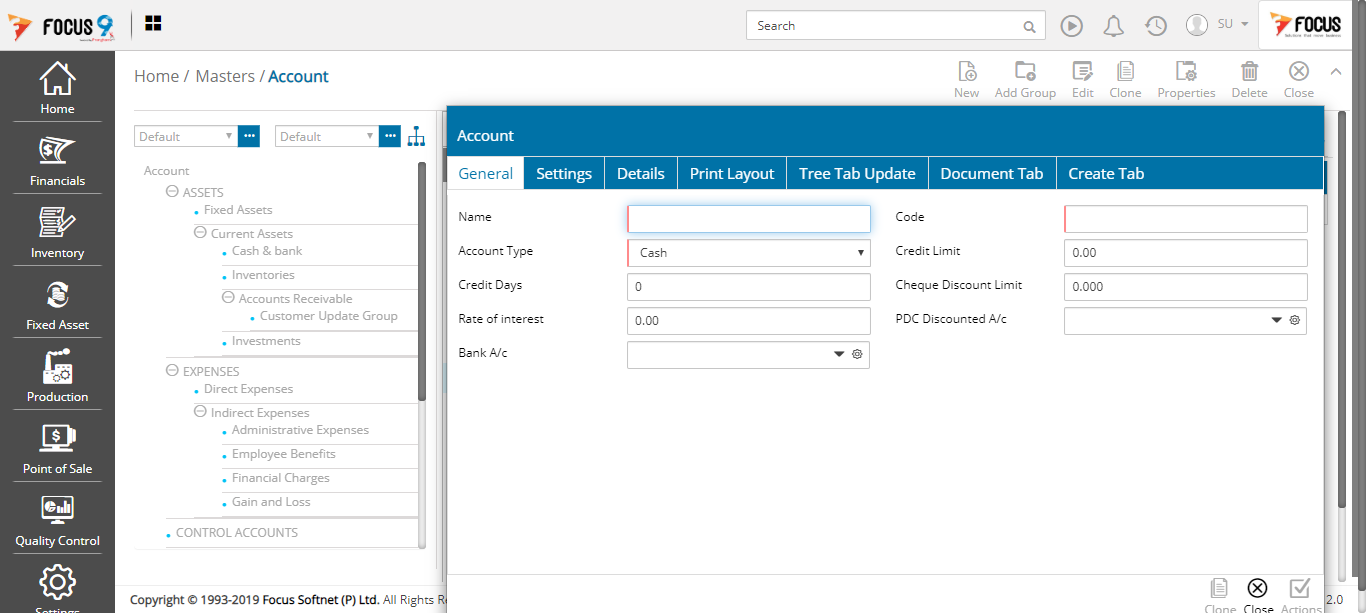 FOCUS 9
Search
SU
FOCUS
Home
Financials
Inventory
Fixed Asset
Production
Point of Sale
Quality Control
Settings
Home / Masters / Account
New Add Group Edit Clone Properties Delete Close
Default Default
Account
ASSETS
Fixed Assets
Current Assets
Cash & bank
Inventories
Accounts Receivable
Customer Update Group
Investments
EXPENSES
Direct Expenses
Indirect Expenses
Administrative Expenses
Employee Benefits
Financial Charges
Gain and Loss
CONTROL ACCOUNTS
Account
General Settings Details Print Layout Tree Tab Update Document Tab Create Tab
Name Code
Account Type Cash Credit Limit 0.00
Credit Days 0 Cheque Discount Limit 0.000
Rate of interest 0.00 PDC Discounted A/c
Bank A/c
Clone Close Actions
Copyright © 1993-2019 Focus Softnet (P) Ltd. All Rights R
2.0